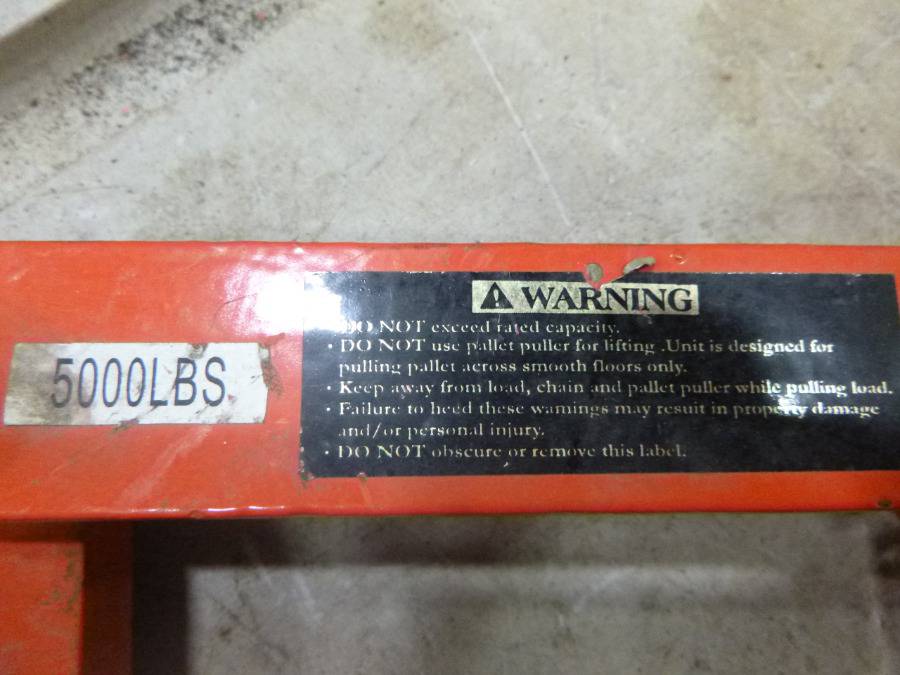 5000LBS
⚠ WARNING
· DO NOT exceed rated capacity.
· DO NOT use pallet puller for lifting .Unit is designed for
pulling pallet across smooth floors only.
· Keep away from load, chain and pallet puller while pulling load.
· Failure to heed these warnings may result in property damage
and/or personal injury.
· DO NOT obscure or remove this label.